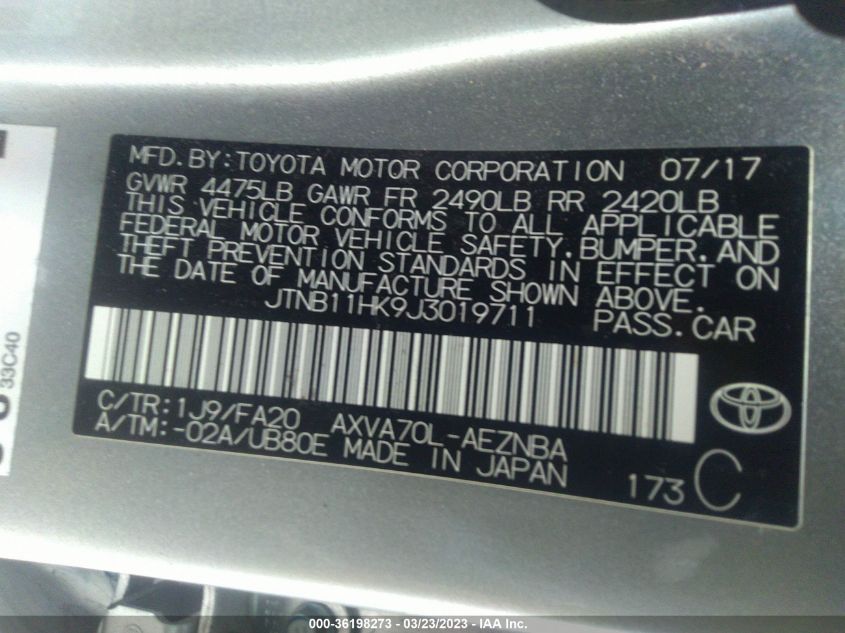 MFD.BY:TOYOTA MOTOR CORPORATION 07/17
GVWR 4475LB GAWR FR 2490LB RR 2420LB
THIS VEHICLE CONFORMS TO ALL APPLICABLE
FEDERAL MOTOR VEHICLE SAFETY,BUMPER,AND
THEFT PREVENTION STANDARDS IN EFFECT ON
THE DATE OF MANUFACTURE SHOWN ABOVE.
JTNB11HK9J3019711 PASS.CAR
C/TR:1J9/FA20 AXVA70L-AEZNBA
A/TM:-02A/UB80E MADE IN JAPAN
173 C
33C40
000-36198273 - 03/23/2023 - IAA Inc.